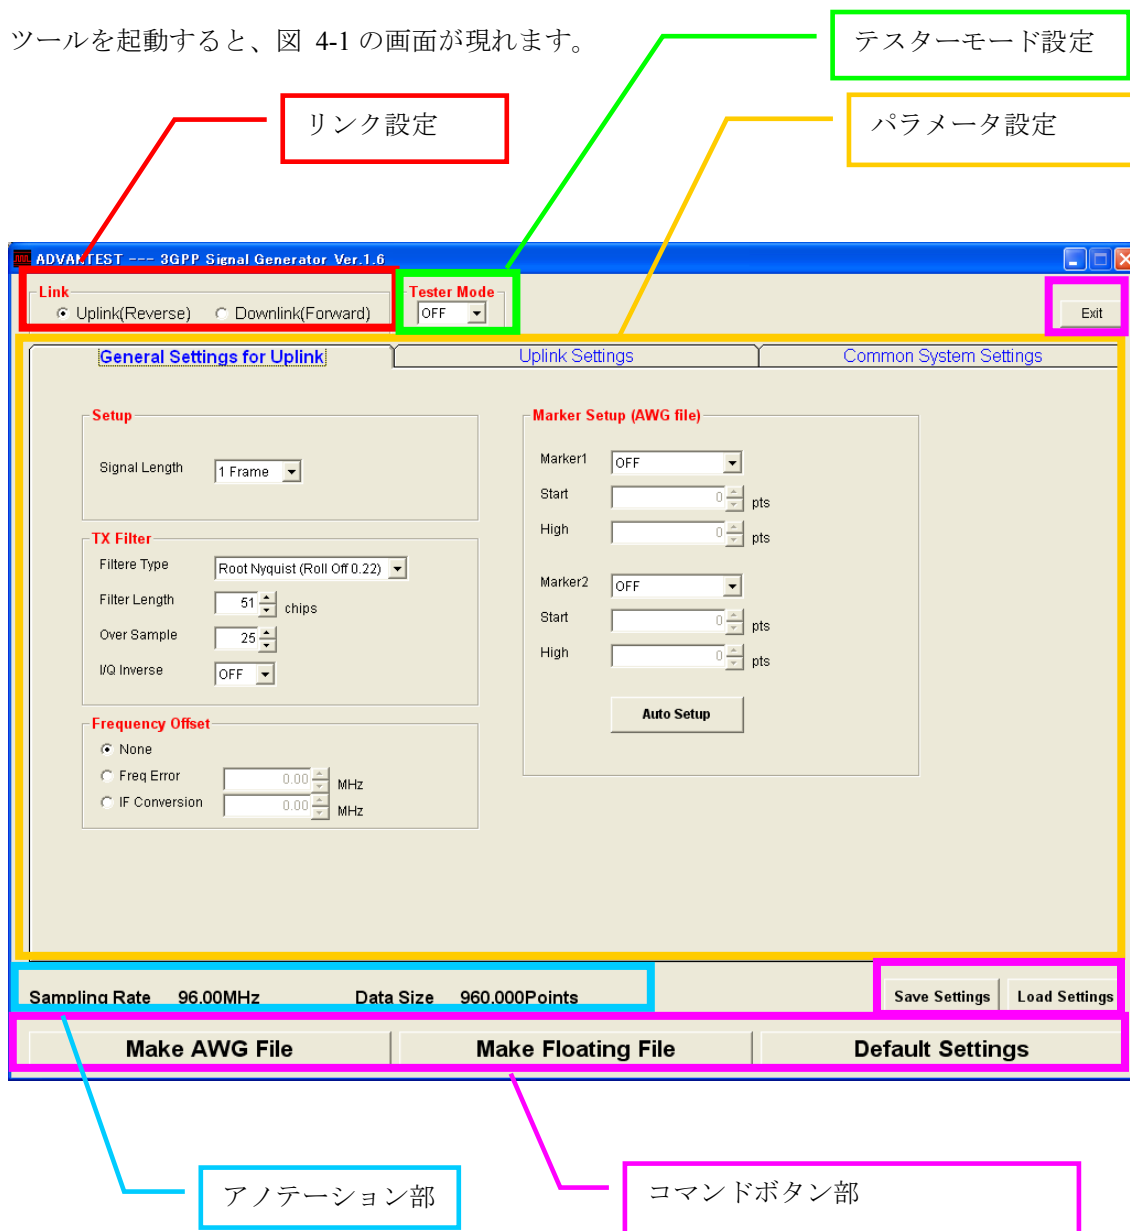 ツールを起動すると、図 4-1 の画面が現れます。
テスターモード設定
リンク設定
パラメータ設定
ADVANTEST --- 3GPP Signal Generator Ver.1.6
Link
Tester Mode
Uplink(Reverse) Downlink(Forward)
OFF
Exit
General Settings for Uplink
Uplink Settings
Common System Settings
Setup
Signal Length 1 Frame
TX Filter
Filtere Type Root Nyquist (Roll Off 0.22)
Filter Length 51 chips
Over Sample 25
I/Q Inverse OFF
Frequency Offset
None
Freq Error 0.00 MHz
IF Conversion 0.00 MHz
Marker Setup (AWG file)
Marker1 OFF
Start 0 pts
High 0 pts
Marker2 OFF
Start 0 pts
High 0 pts
Auto Setup
Sampling Rate 96.00MHz Data Size 960.000Points
Save Settings Load Settings
Make AWG File Make Floating File Default Settings
アノテーション部
コマンドボタン部